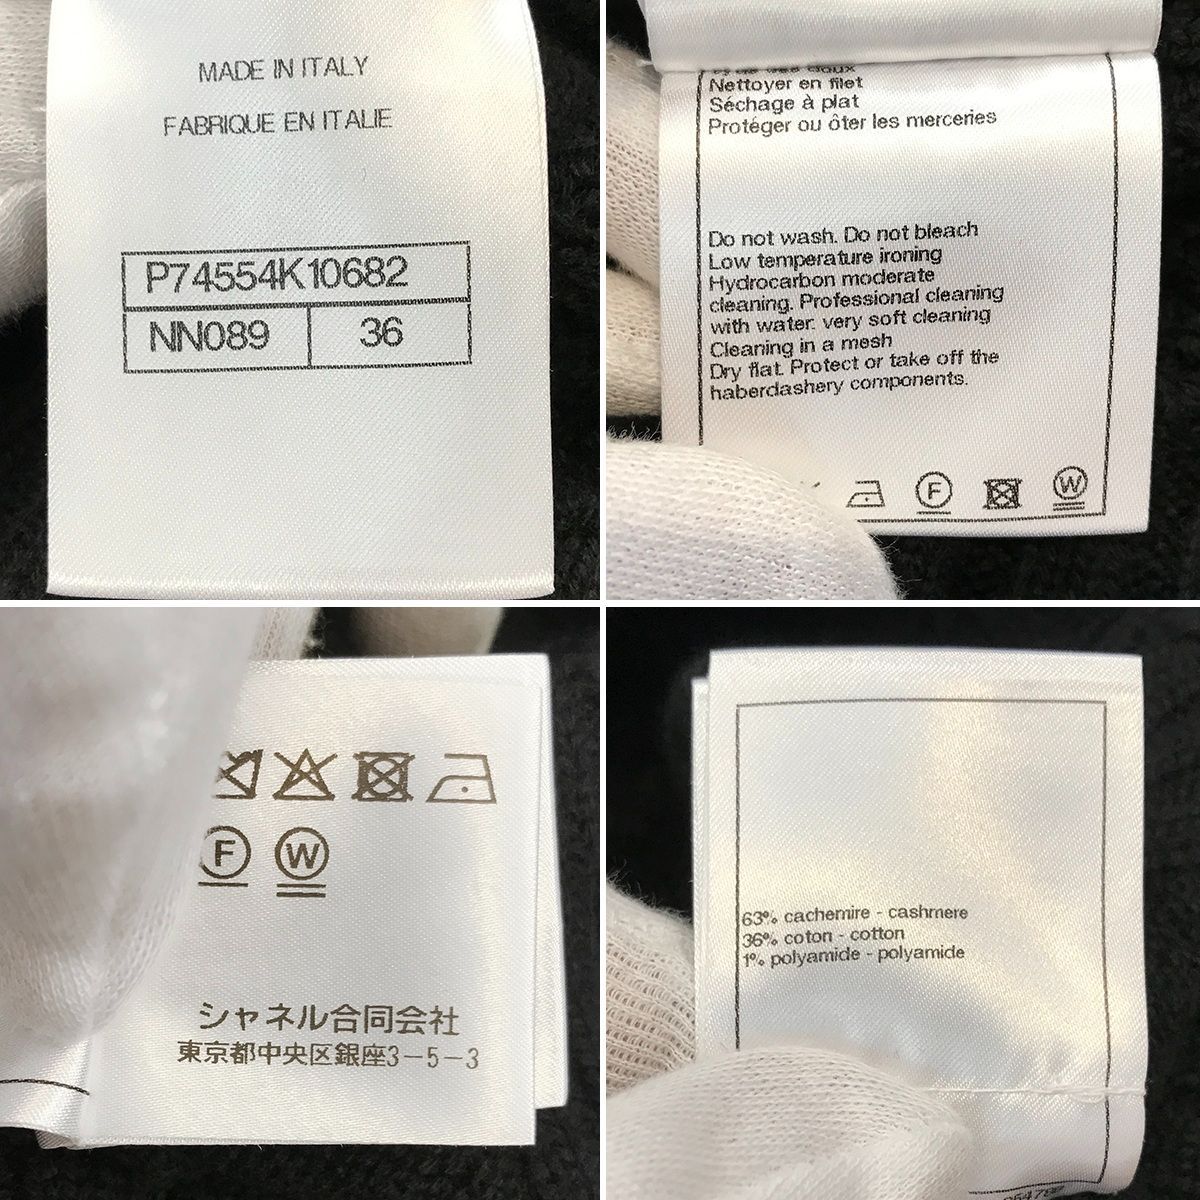 MADE IN ITALY
FABRIQUE EN ITALIE
P74554K10682
NN089 36
Nettoyer en filet
Séchage à plat
Protéger ou ôter les merceries
Do not wash. Do not bleach
Low temperature ironing
Hydrocarbon moderate
cleaning. Professional cleaning
with water: very soft cleaning
Cleaning in a mesh
Dry flat. Protect or take off the
haberdashery components.
F W
F W
シャネル合同会社
東京都中央区銀座3-5-3
63% cachemire - cashmere
36% coton - cotton
1% polyamide - polyamide